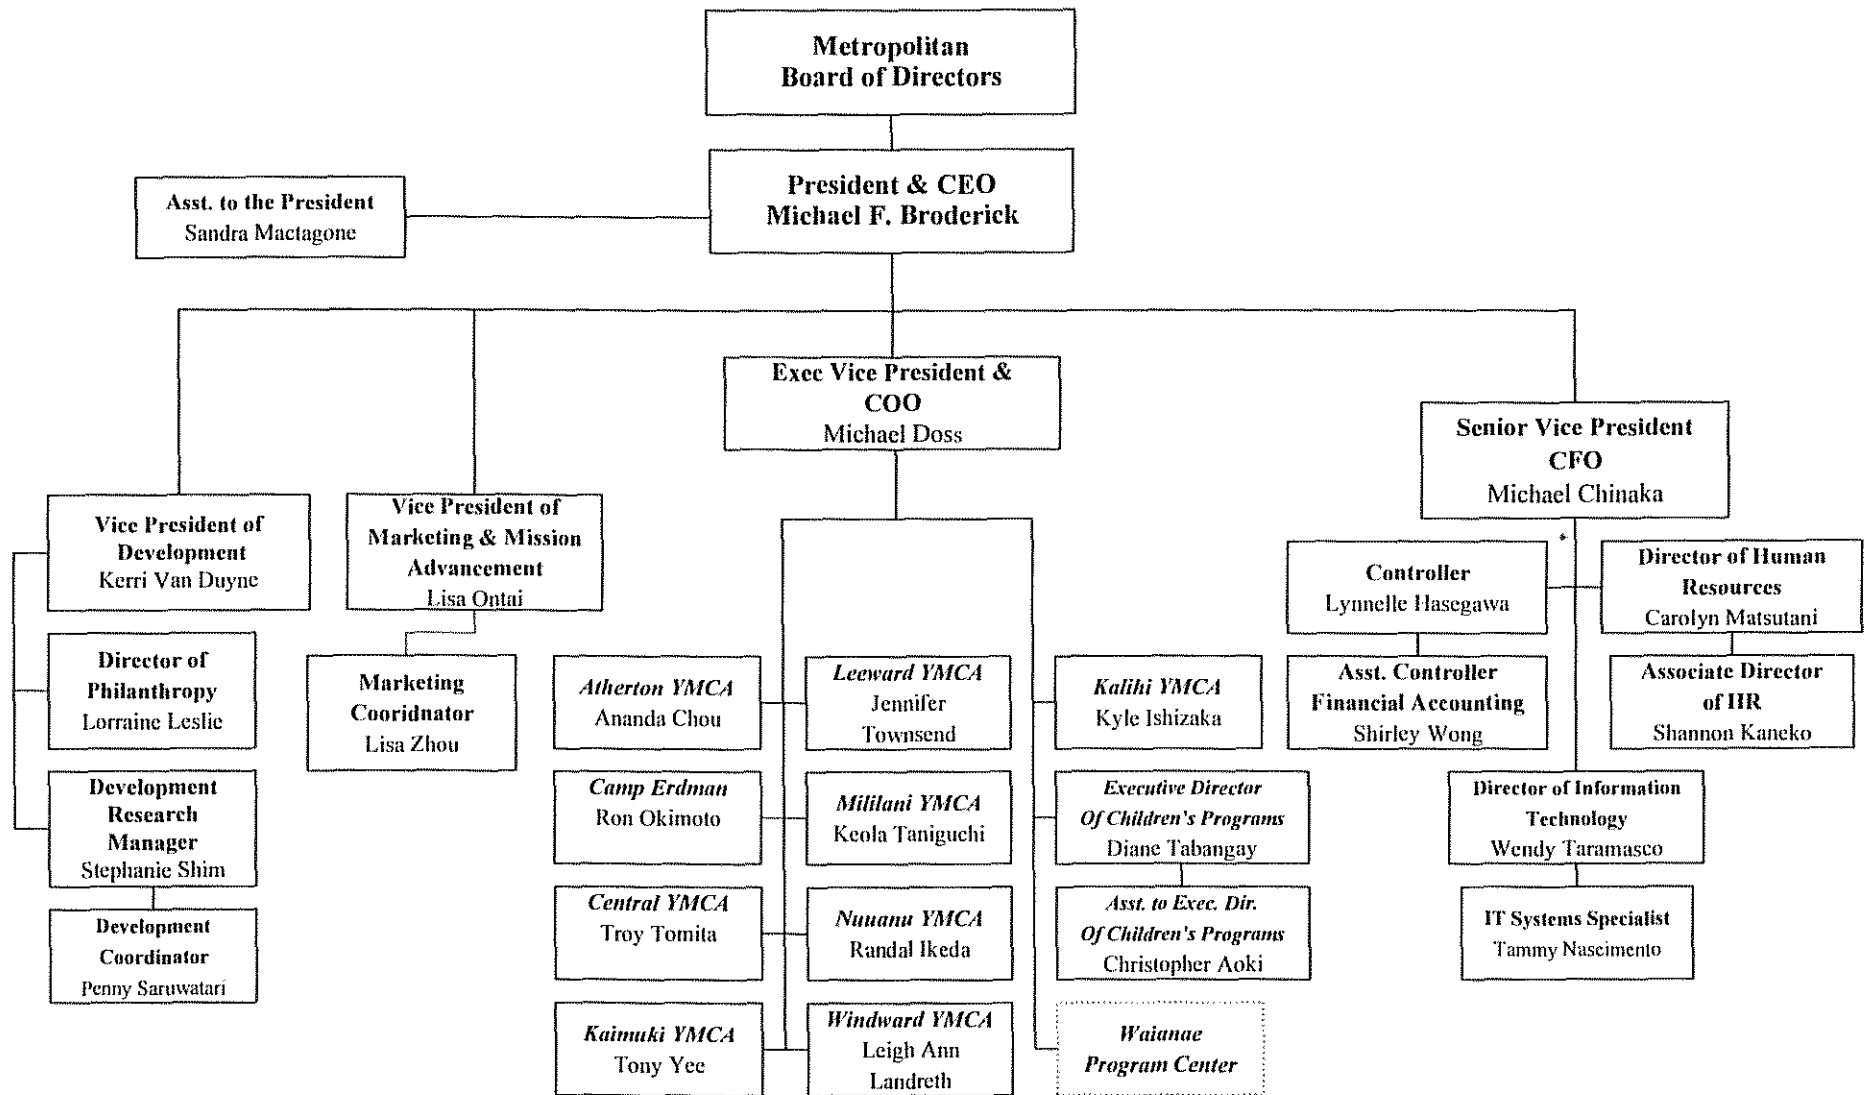 Metropolitan
Board of Directors
President & CEO
Michael F. Broderick
Asst. to the President
Sandra Mactagone
Exec Vice President &
COO
Michael Doss
Senior Vice President
CFO
Michael Chinaka
Vice President of
Development
Kerri Van Duyne
Vice President of
Marketing & Mission
Advancement
Lisa Ontai
Controller
Lynnelle Hasegawa
Director of Human
Resources
Carolyn Matsutani
Director of
Philanthropy
Lorraine Leslie
Marketing
Cooridnator
Lisa Zhou
Atherton YMCA
Ananda Chou
Leeward YMCA
Jennifer
Townsend
Kalihi YMCA
Kyle Ishizaka
Asst. Controller
Financial Accounting
Shirley Wong
Associate Director
of HR
Shannon Kaneko
Development
Research
Manager
Stephanie Shim
Camp Erdman
Ron Okimoto
Mililani YMCA
Keola Taniguchi
Executive Director
Of Children's Programs
Diane Tabangay
Director of Information
Technology
Wendy Taramasco
Development
Coordinator
Penny Saruwatari
Central YMCA
Troy Tomita
Nuuanu YMCA
Randal Ikeda
Asst. to Exec. Dir.
Of Children's Programs
Christopher Aoki
IT Systems Specialist
Tammy Nascimento
Kaimuki YMCA
Tony Yee
Windward YMCA
Leigh Ann
Landreth
Waianae
Program Center